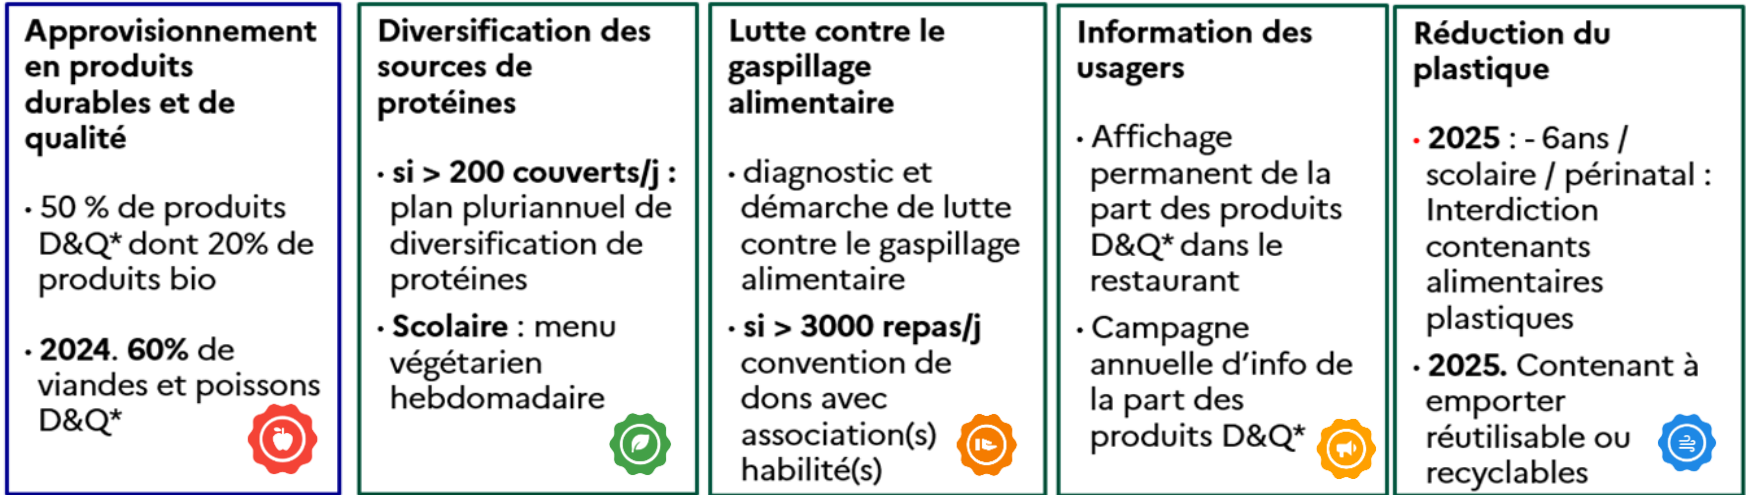 Approvisionnement
en produits
durables et de
qualité
· 50 % de produits
D&Q* dont 20% de
produits bio
· 2024. 60% de
viandes et poissons
D&Q*
Diversification des
sources de
protéines
· si > 200 couverts/j :
plan pluriannuel de
diversification de
protéines
· Scolaire : menu
végétarien
hebdomadaire
Lutte contre le
gaspillage
alimentaire
· diagnostic et
démarche de lutte
contre le gaspillage
alimentaire
· si > 3000 repas/j
convention de
dons avec
association(s)
habilité(s)
Information des
usagers
· Affichage
permanent de la
part des produits
D&Q* dans le
restaurant
· Campagne
annuelle d'info de
la part des
produits D&Q*
Réduction du
plastique
· 2025 : - 6ans /
scolaire / périnatal :
Interdiction
contenants
alimentaires
plastiques
· 2025. Contenant à
emporter
réutilisable ou
recyclables